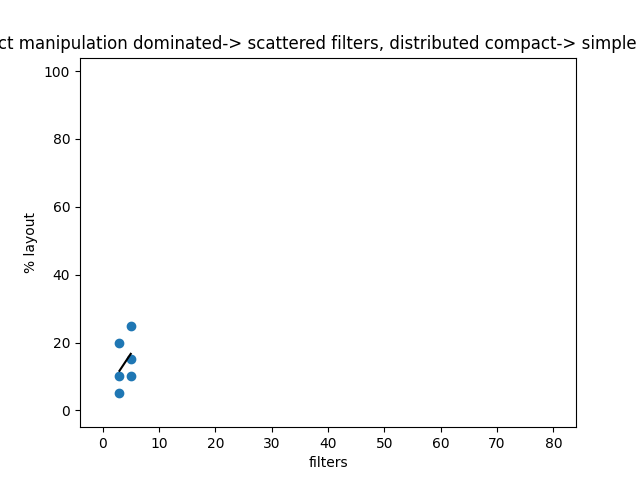 ct manipulation dominated-> scattered filters, distributed compact-> simple
100
80
60
40
20
0
% layout
0 10 20 30 40 50 60 70 80
filters